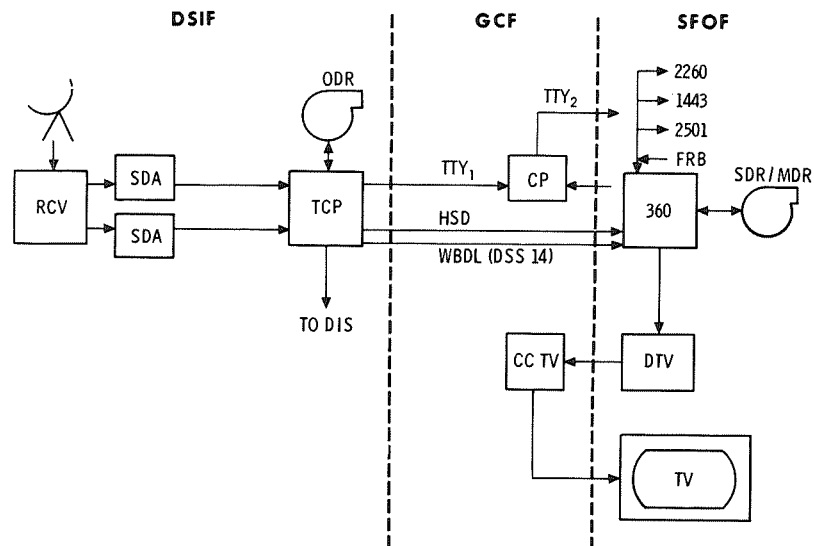 DSIF
GCF
SFOF
ODR
TTY2
2260
1443
2501
FRB
SDR/MDR
RCV
SDA
SDA
TCP
TTY1
CP
360
HSD
WBDL (DSS 14)
TO DIS
CC TV
DTV
TV